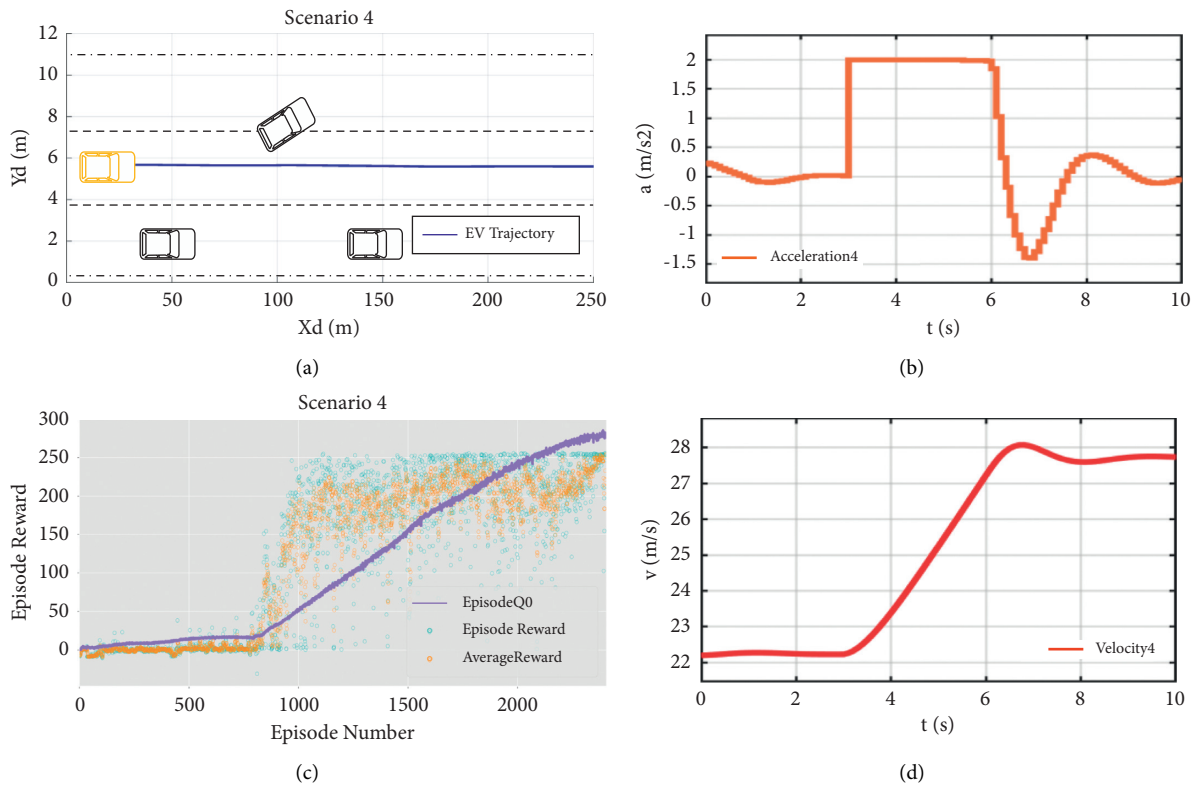 Scenario 4
12
10
8
6
4
2
0
Yd (m)
EV Trajectory
0 50 100 150 200 250
Xd (m)
(a)
2
1.5
1
0.5
0
-0.5
-1
-1.5
a (m/s2)
Acceleration4
0 2 4 6 8 10
t (s)
(b)
Scenario 4
300
250
200
150
100
50
0
Episode Reward
EpisodeQ0
Episode Reward
AverageReward
0 500 1000 1500 2000
Episode Number
(c)
28
27
26
25
24
23
22
v (m/s)
Velocity4
0 2 4 6 8 10
t (s)
(d)